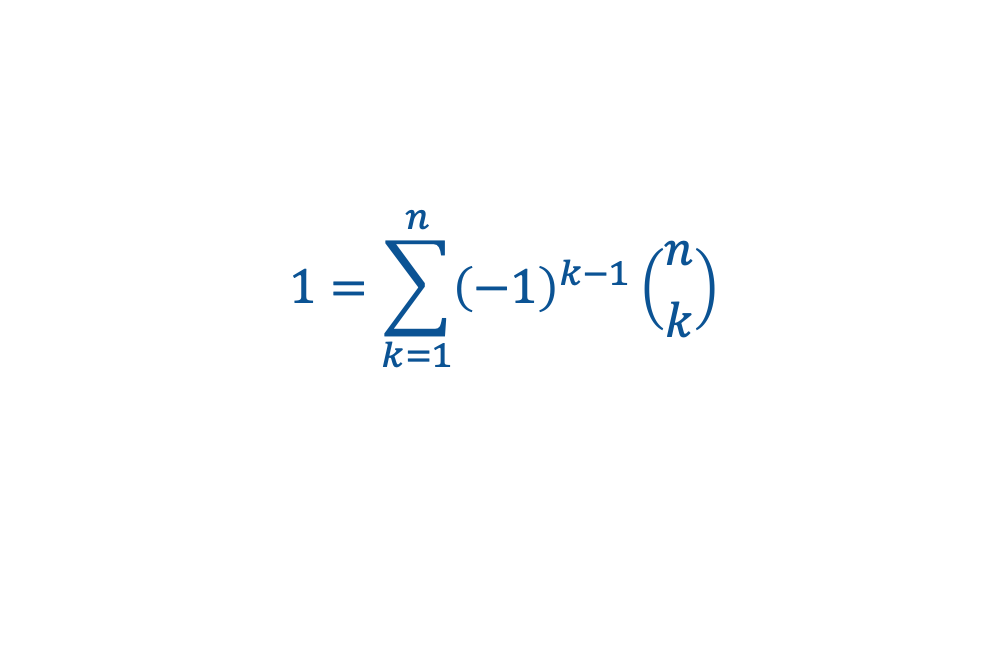 1 = \sum_{k=1}^{n} (-1)^{k-1} \binom{n}{k}